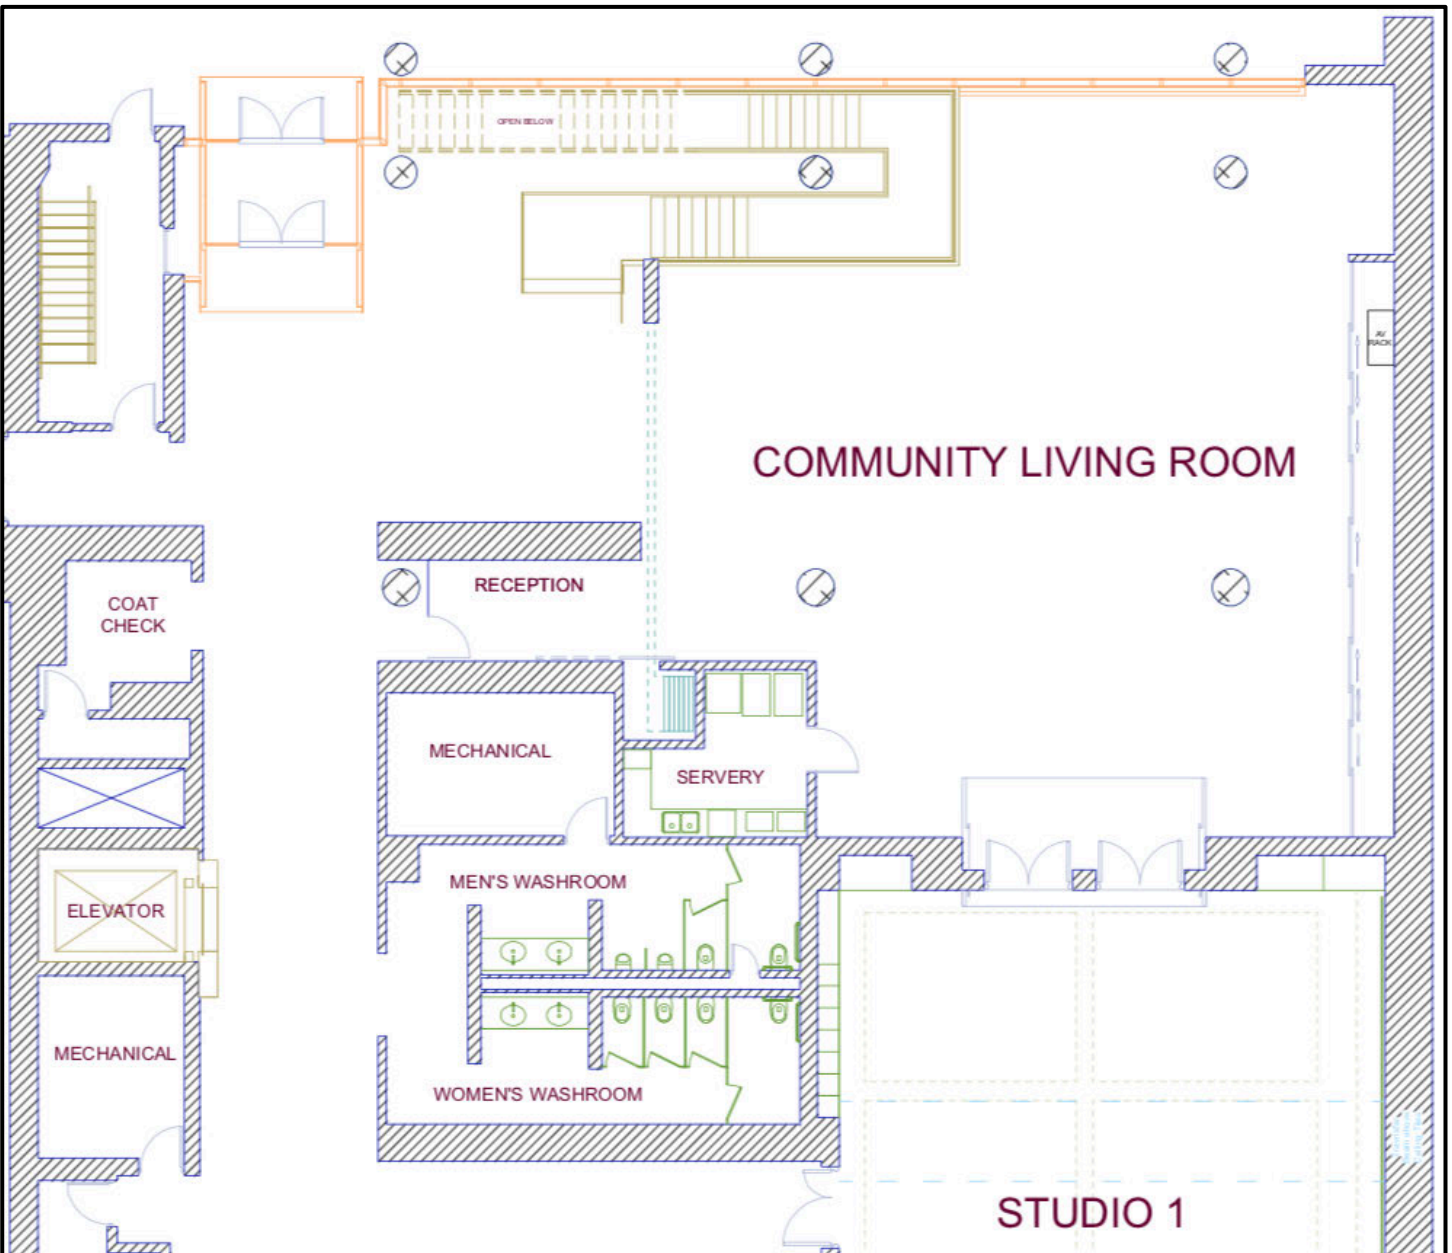 OPEN BELOW
AV
RACK
COMMUNITY LIVING ROOM
RECEPTION
COAT
CHECK
MECHANICAL
SERVERY
MEN'S WASHROOM
ELEVATOR
MECHANICAL
WOMEN'S WASHROOM
STUDIO 1